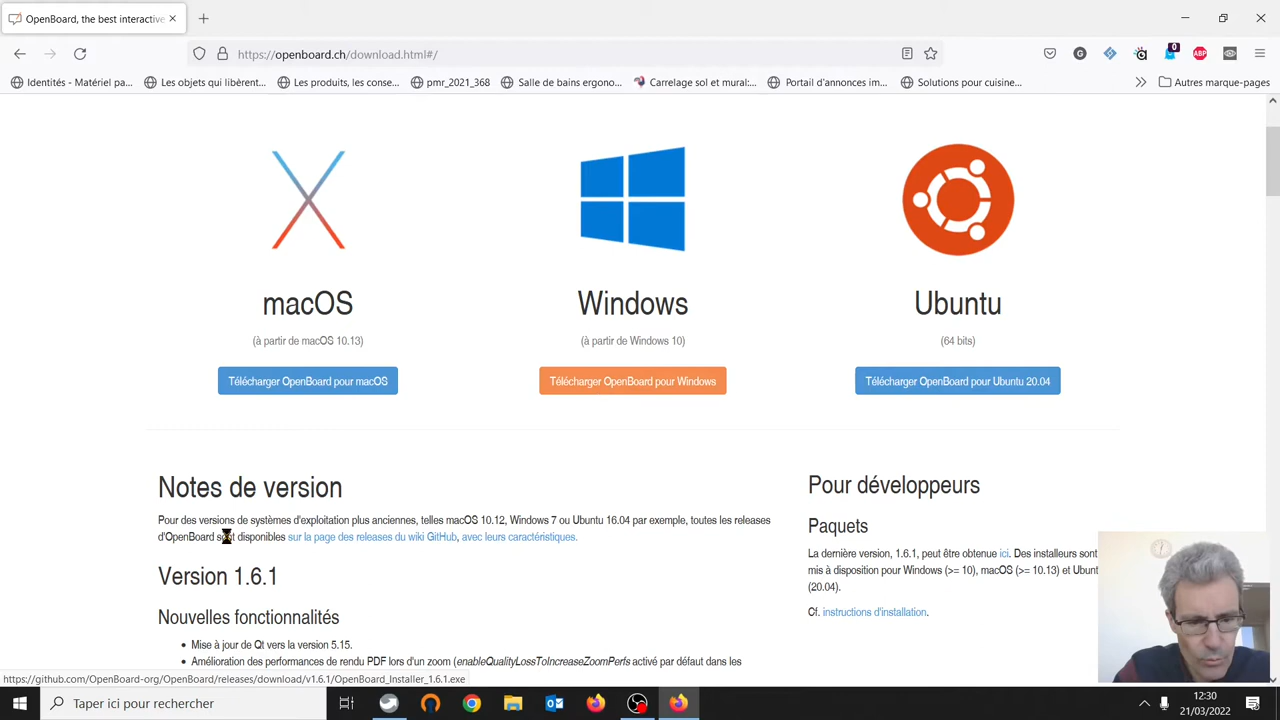 OpenBoard, the best interactive
https://openboard.ch/download.html#/
0
ABP
Identités - Matériel pa...
Les objets qui libèrent...
Les produits, les conse...
pmr_2021_368
Salle de bains ergono...
Carrelage sol et mural:...
Portail d'annonces im...
Solutions pour cuisine...
Autres marque-pages
macOS
Windows
Ubuntu
(à partir de macOS 10.13)
(à partir de Windows 10)
(64 bits)
Télécharger OpenBoard pour macOS
Télécharger OpenBoard pour Windows
Télécharger OpenBoard pour Ubuntu 20.04
Notes de version
Pour des versions de systèmes d'exploitation plus anciennes, telles macOS 10.12, Windows 7 ou Ubuntu 16.04 par exemple, toutes les releases
d'OpenBoard sont disponibles sur la page des releases du wiki GitHub, avec leurs caractéristiques.
Version 1.6.1
Nouvelles fonctionnalités
Mise à jour de Qt vers la version 5.15.
Amélioration des performances de rendu PDF lors d'un zoom (enableQualityLossToIncreaseZoomPerfs activé par défaut dans les
Pour développeurs
Paquets
La dernière version, 1.6.1, peut être obtenue ici. Des installeurs sont
mis à disposition pour Windows (>= 10), macOS (>= 10.13) et Ubunt
(20.04).
Cf. instructions d'installation.
https://github.com/OpenBoard-org/OpenBoard/releases/download/v1.6.1/OpenBoard_Installer_1.6.1.exe
Taper ici pour rechercher
12:30
21/03/2022